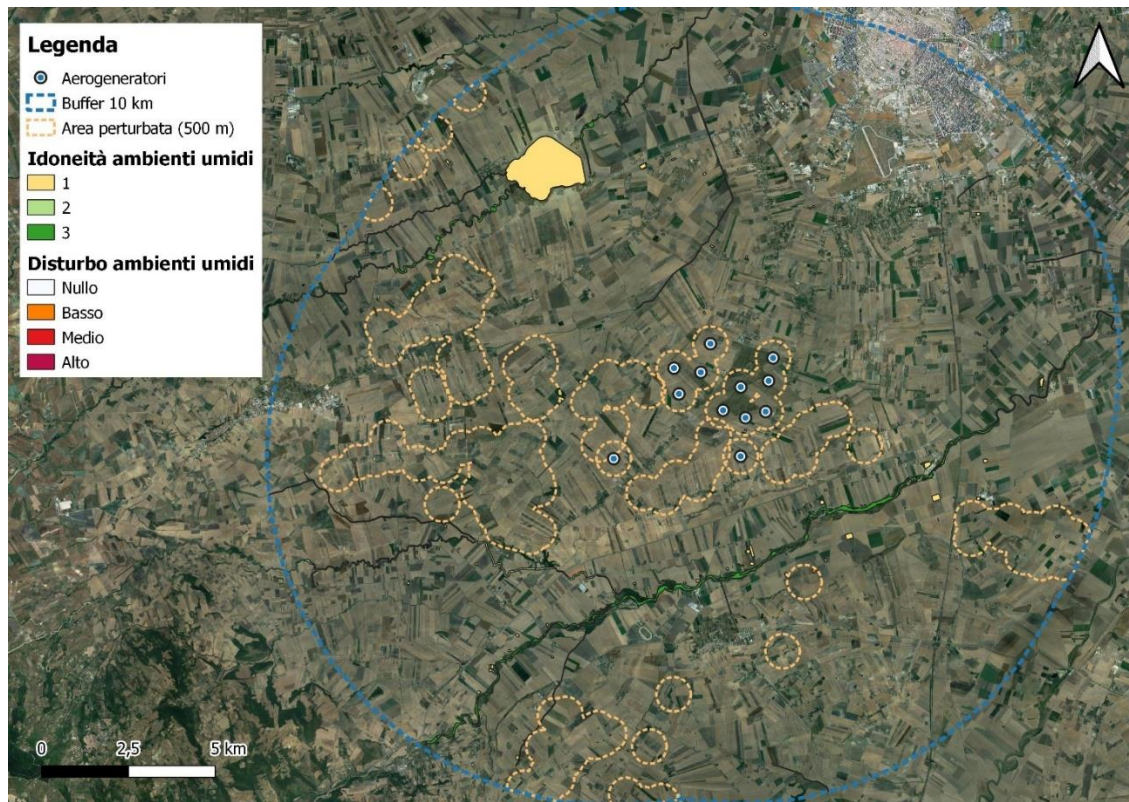 Legenda
Aerogeneratori
Buffer 10 km
Area perturbata (500 m)
Idoneità ambienti umidi
1
2
3
Disturbo ambienti umidi
Nullo
Basso
Medio
Alto
0 2,5 5 km